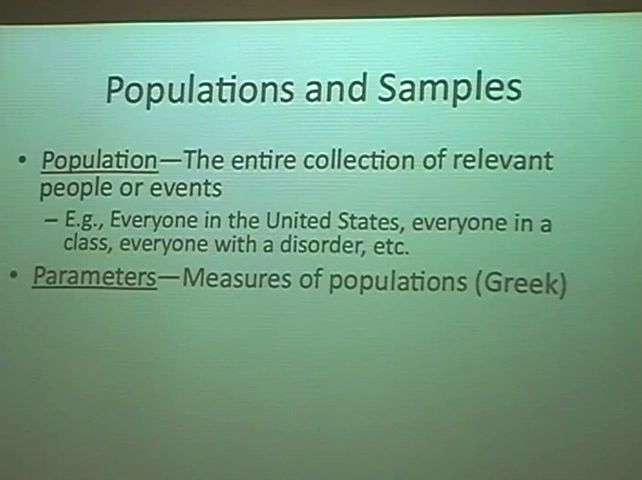 Populations and Samples
• Population—The entire collection of relevant
people or events
– E.g., Everyone in the United States, everyone in a
class, everyone with a disorder, etc.
• Parameters—Measures of populations (Greek)